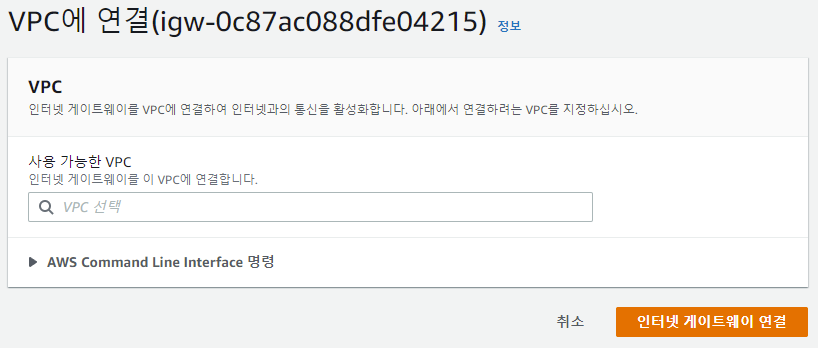 VPC에 연결(igw-0c87ac088dfe04215) 정보
VPC
인터넷 게이트웨이를 VPC에 연결하여 인터넷과의 통신을 활성화합니다. 아래에서 연결하려는 VPC를 지정하십시오.
사용 가능한 VPC
인터넷 게이트웨이를 이 VPC에 연결합니다.
VPC 선택
AWS Command Line Interface 명령
취소 인터넷 게이트웨이 연결